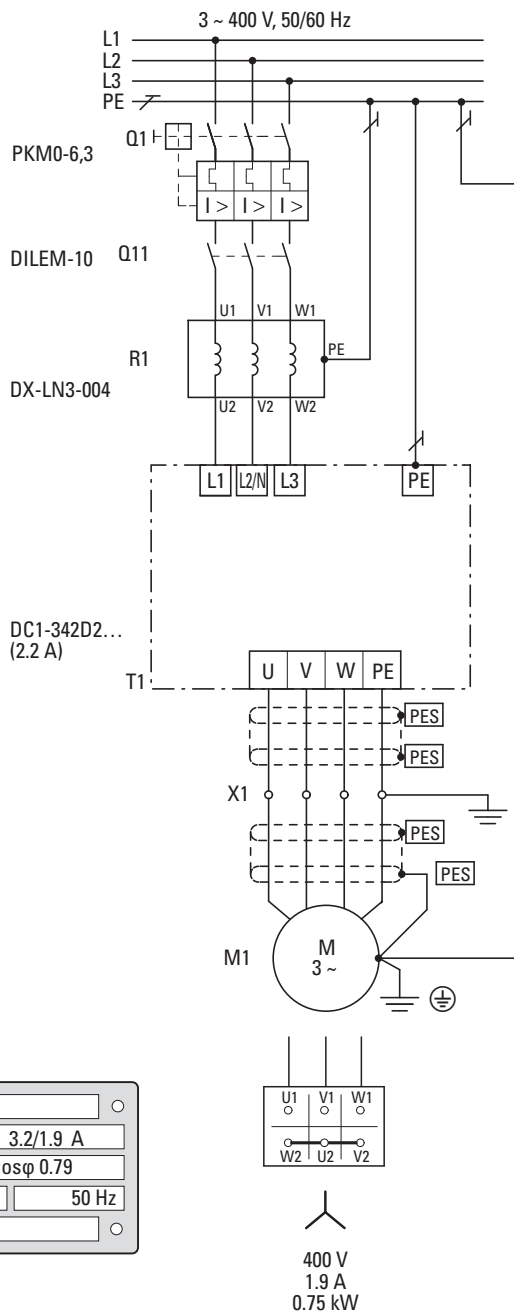 3 ~ 400 V, 50/60 Hz
L1
L2
L3
PE
Q1
PKM0-6,3
I > I > I >
DILEM-10 Q11
U1 V1 W1
R1 PE
DX-LN3-004
U2 V2 W2
L1 L2/N L3 PE
DC1-342D2…
(2.2 A)
T1
U V W PE
PES
PES
X1
PES
PES
M1
M
3 ~
U1 V1 W1
W2 U2 V2
3.2/1.9 A
osφ 0.79
50 Hz
400 V
1.9 A
0.75 kW